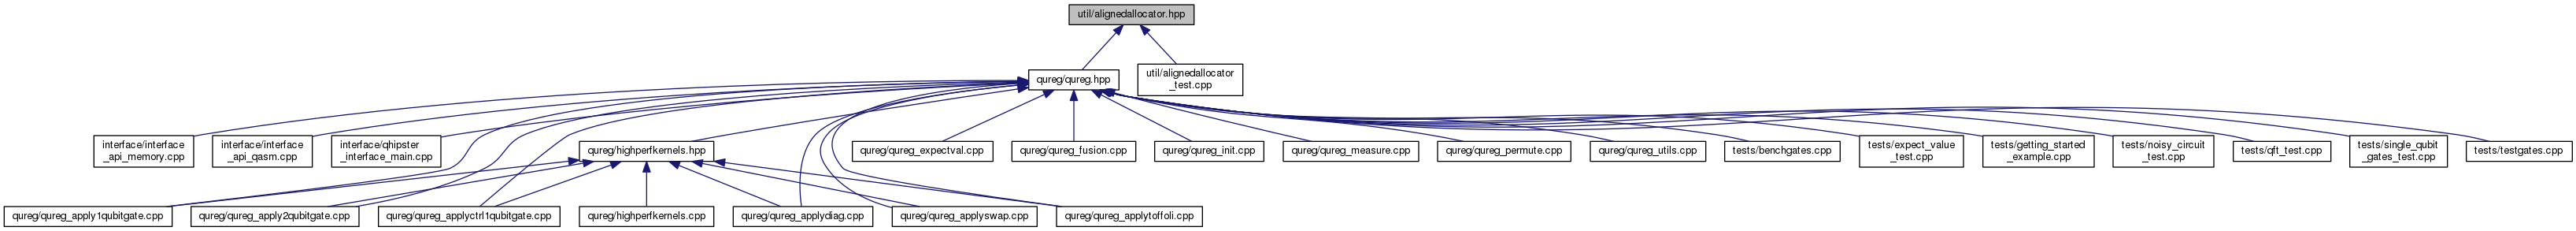 util/alignedallocator.hpp
qureg/qureg.hpp
util/alignedallocator
_test.cpp
interface/interface
_api_memory.cpp
interface/interface
_api_qasm.cpp
interface/qhipster
_interface_main.cpp
qureg/highperfkernels.hpp
qureg/qureg_expectval.cpp
qureg/qureg_fusion.cpp
qureg/qureg_init.cpp
qureg/qureg_measure.cpp
qureg/qureg_permute.cpp
qureg/qureg_utils.cpp
tests/benchgates.cpp
tests/expect_value
_test.cpp
tests/getting_started
_example.cpp
tests/noisy_circuit
_test.cpp
tests/qft_test.cpp
tests/single_qubit
_gates_test.cpp
tests/testgates.cpp
qureg/qureg_apply1qubitgate.cpp
qureg/qureg_apply2qubitgate.cpp
qureg/qureg_applyctrl1qubitgate.cpp
qureg/highperfkernels.cpp
qureg/qureg_applydiag.cpp
qureg/qureg_applyswap.cpp
qureg/qureg_applytoffoli.cpp